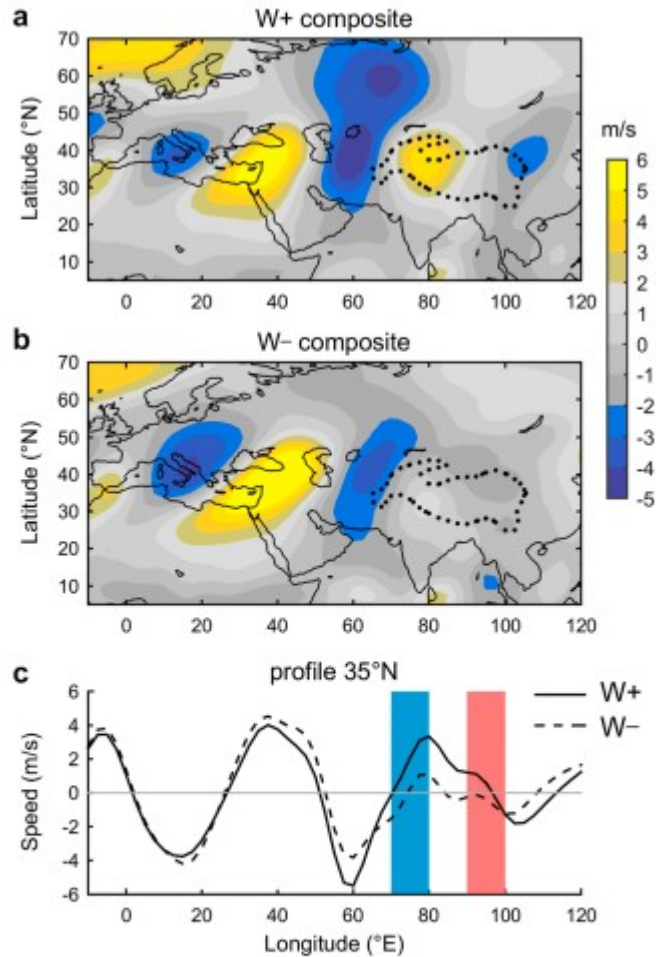 a
W+ composite
70
60
50
40
30
20
10
Latitude (°N)
0 20 40 60 80 100 120
m/s
6
5
4
3
2
1
0
-1
-2
-3
-4
-5
b
W− composite
70
60
50
40
30
20
10
Latitude (°N)
0 20 40 60 80 100 120
c
profile 35°N
6
4
2
0
-2
-4
-6
Speed (m/s)
W+
W−
0 20 40 60 80 100 120
Longitude (°E)